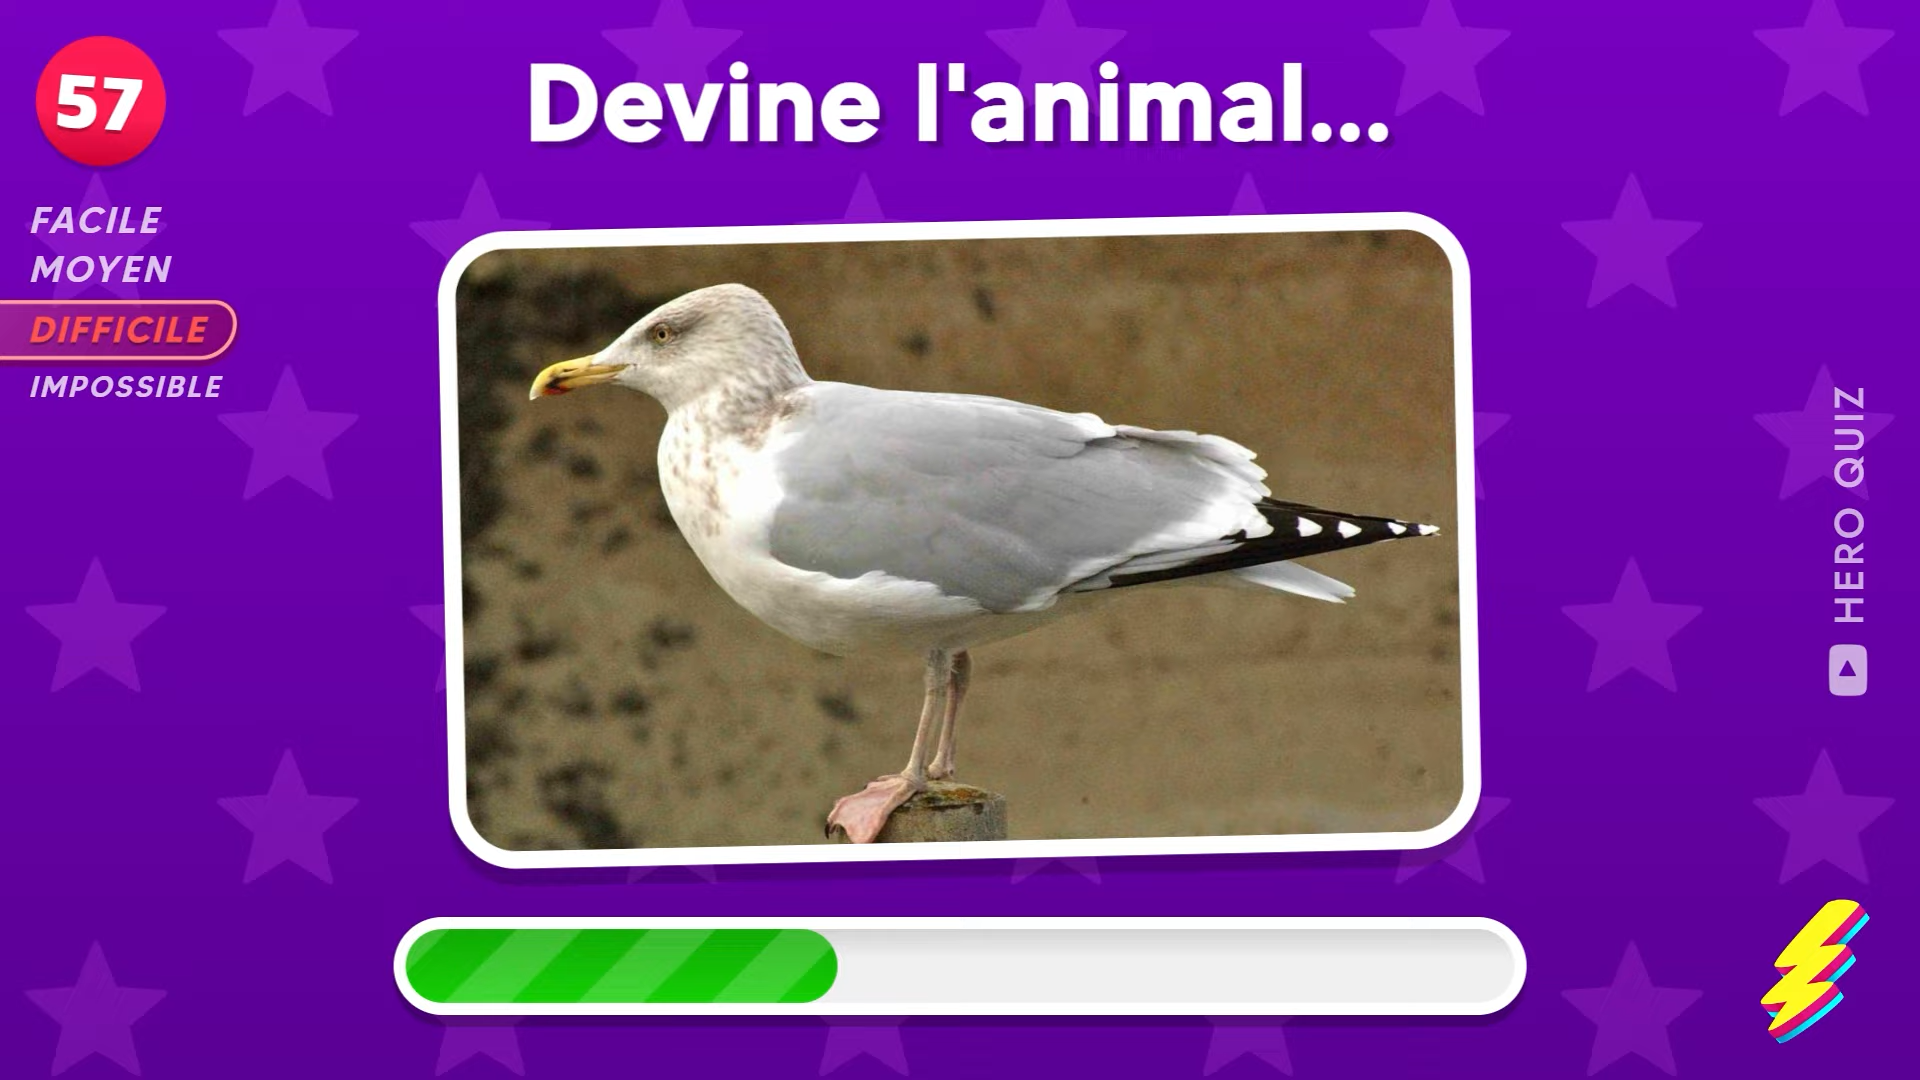 57
Devine l'animal...
FACILE
MOYEN
DIFFICILE
IMPOSSIBLE
HERO QUIZ